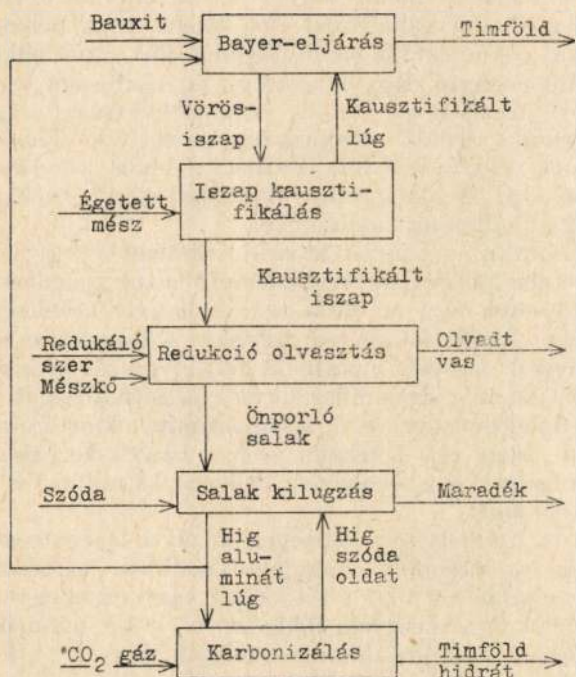 Bauxit
Bayer-eljárás
Timföld
Vörös-
iszap
Kausztifikált
lúg
Égetett
mész
Iszap kauszti-
fikálás
Kausztifikált
iszap
Redukáló
szer
Mészkő
Redukció olvasztás
Olvadt
vas
Önporló
salak
Szóda
Salak kilugzás
Maradék
Hig
alu-
minát
lúg
Hig
szóda
oldat
CO2 gáz
Karbonizálás
Timföld
hidrát